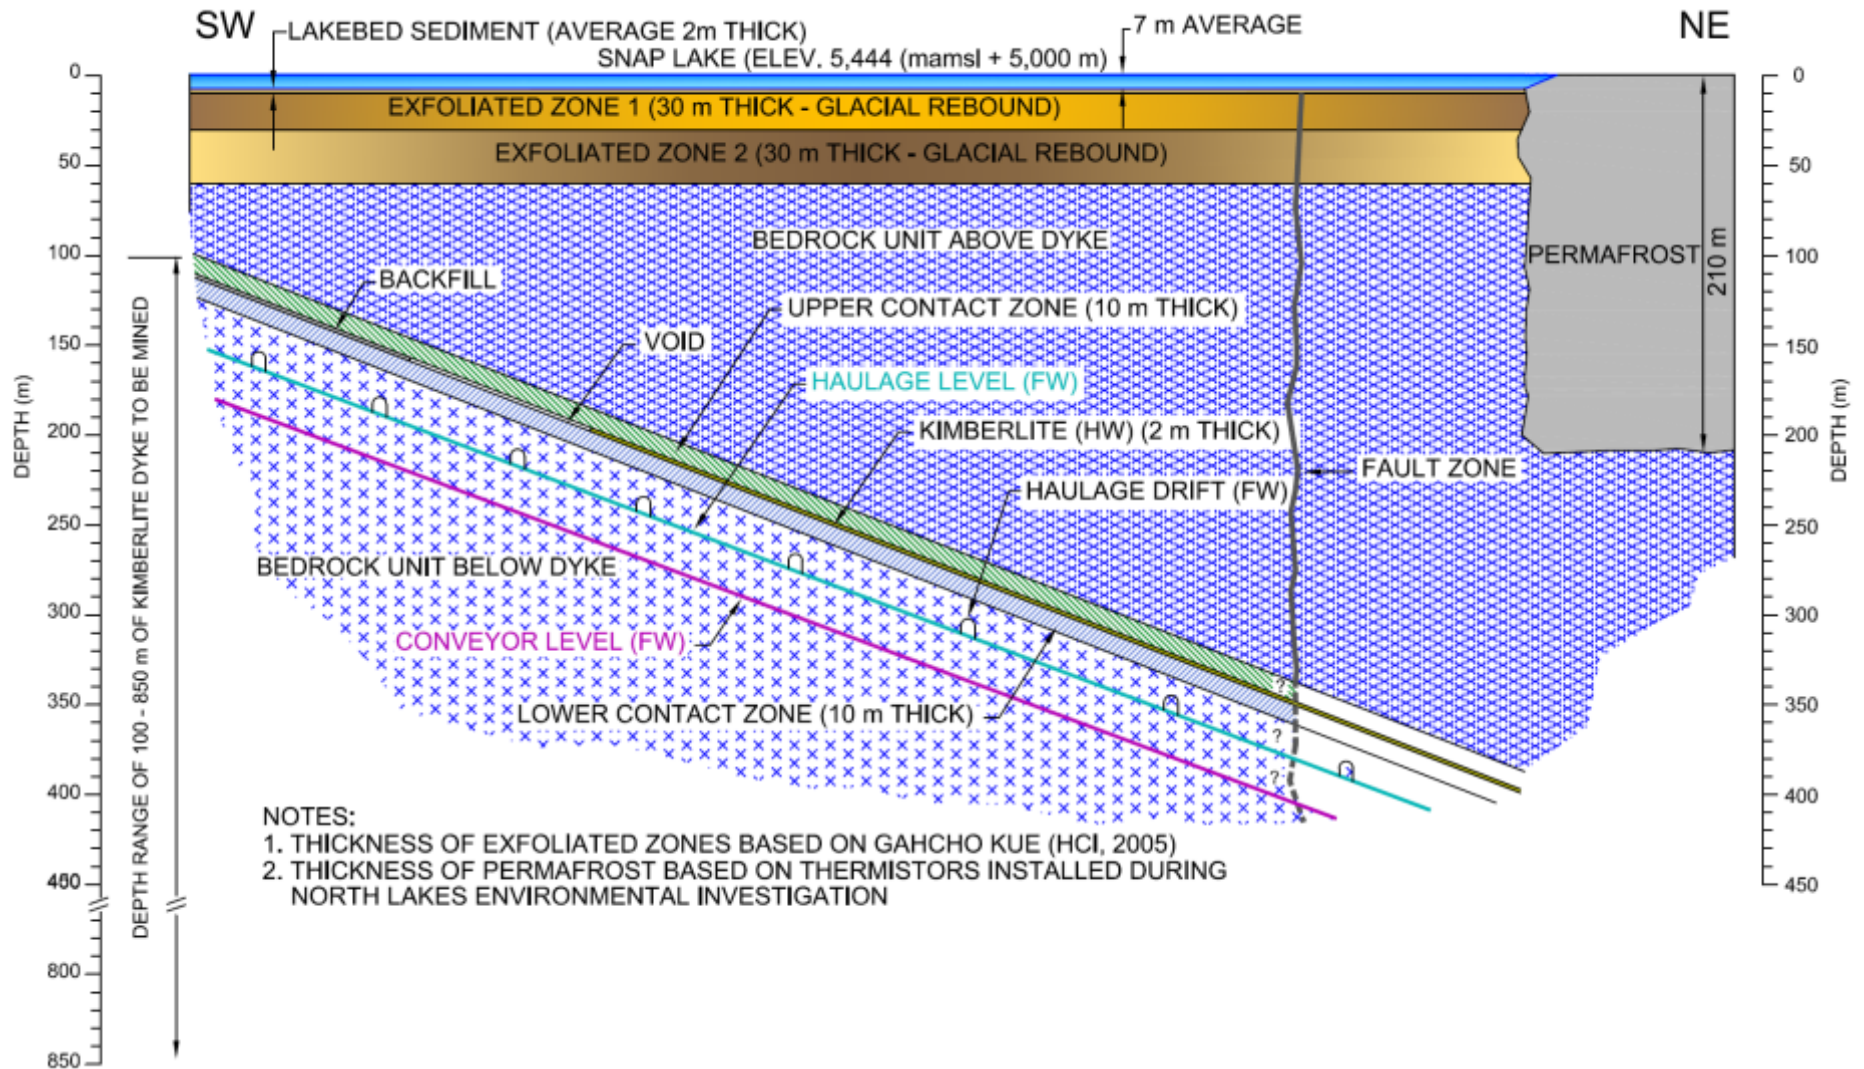 SW
NE
LAKEBED SEDIMENT (AVERAGE 2m THICK)
7 m AVERAGE
SNAP LAKE (ELEV. 5,444 (mamsl + 5,000 m)
EXFOLIATED ZONE 1 (30 m THICK - GLACIAL REBOUND)
EXFOLIATED ZONE 2 (30 m THICK - GLACIAL REBOUND)
BEDROCK UNIT ABOVE DYKE
PERMAFROST
210 m
BACKFILL
UPPER CONTACT ZONE (10 m THICK)
VOID
HAULAGE LEVEL (FW)
KIMBERLITE (HW) (2 m THICK)
FAULT ZONE
HAULAGE DRIFT (FW)
BEDROCK UNIT BELOW DYKE
CONVEYOR LEVEL (FW)
LOWER CONTACT ZONE (10 m THICK)
?
?
?
DEPTH (m)
0
50
100
150
200
250
300
350
400
450
800
850
DEPTH RANGE OF 100 - 850 m OF KIMBERLITE DYKE TO BE MINED
0
50
100
150
200
250
300
350
400
450
DEPTH (m)
NOTES:
1. THICKNESS OF EXFOLIATED ZONES BASED ON GAHCHO KUE (HCI, 2005)
2. THICKNESS OF PERMAFROST BASED ON THERMISTORS INSTALLED DURING
NORTH LAKES ENVIRONMENTAL INVESTIGATION